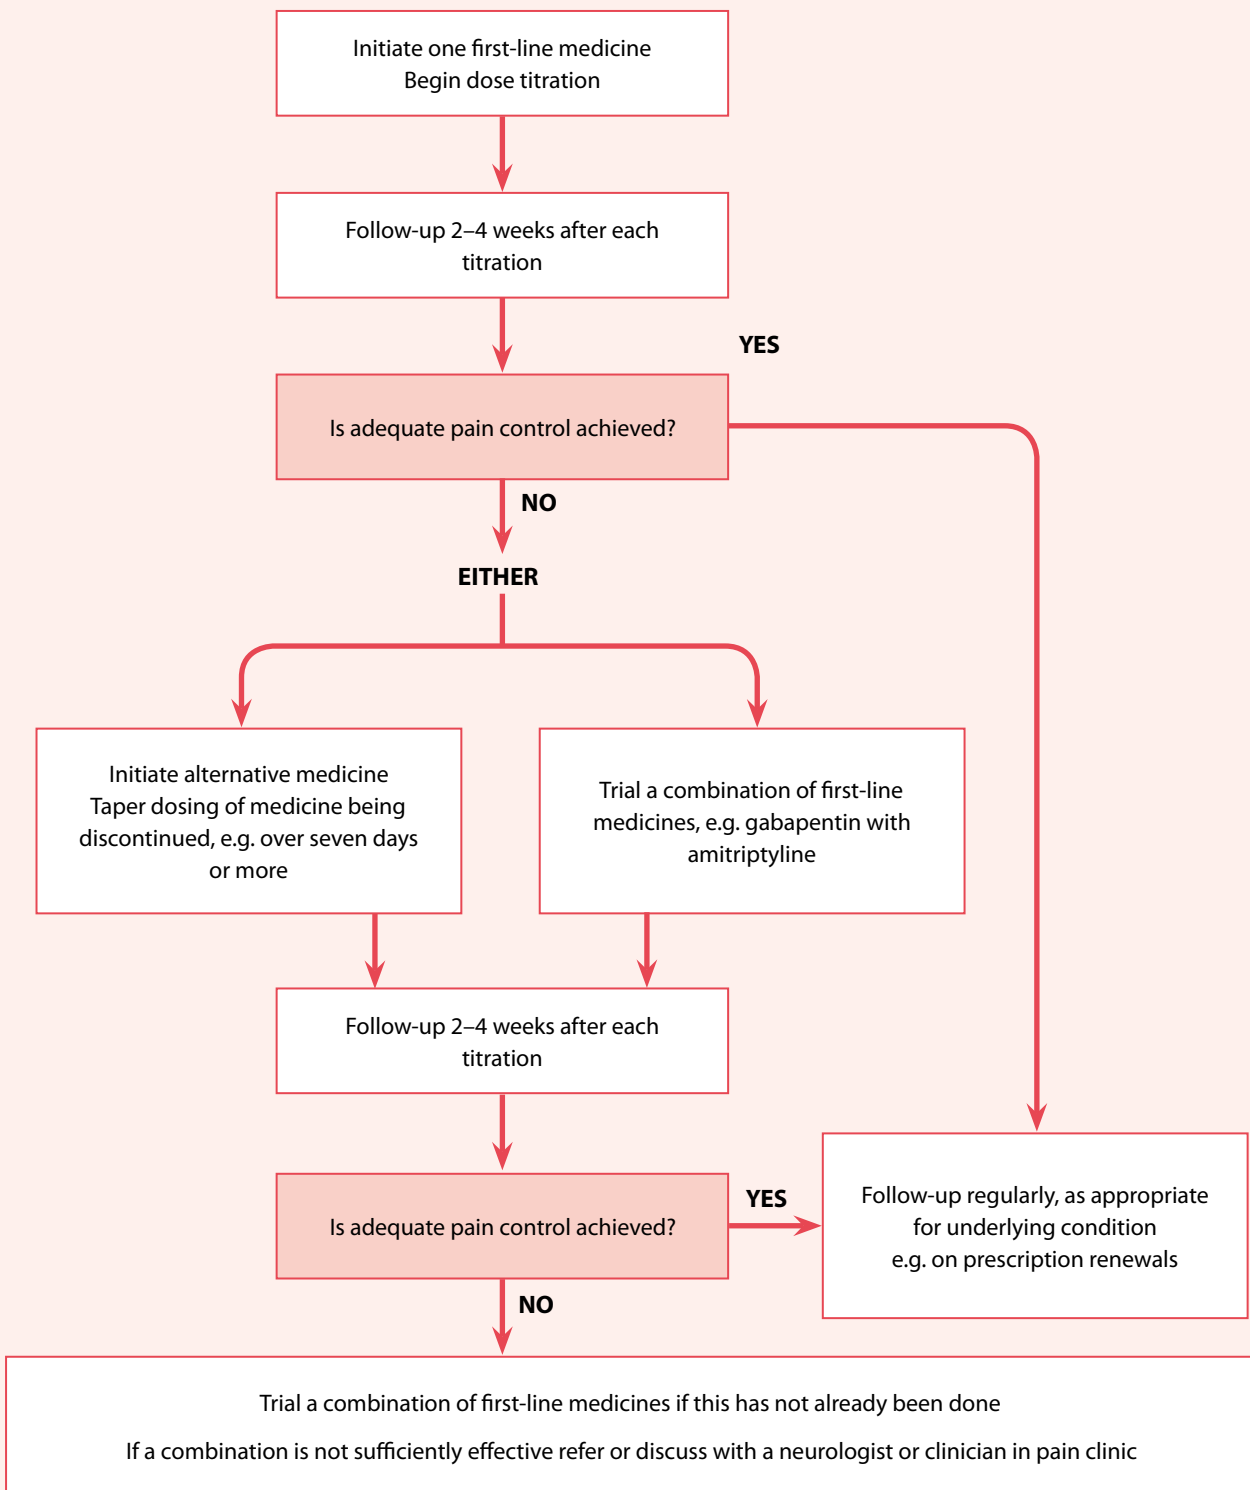 Initiate one first-line medicine
Begin dose titration
Follow-up 2–4 weeks after each
titration
YES
Is adequate pain control achieved?
NO
EITHER
Initiate alternative medicine
Taper dosing of medicine being
discontinued, e.g. over seven days
or more
Trial a combination of first-line
medicines, e.g. gabapentin with
amitriptyline
Follow-up 2–4 weeks after each
titration
Is adequate pain control achieved?
YES
Follow-up regularly, as appropriate
for underlying condition
e.g. on prescription renewals
NO
Trial a combination of first-line medicines if this has not already been done
If a combination is not sufficiently effective refer or discuss with a neurologist or clinician in pain clinic